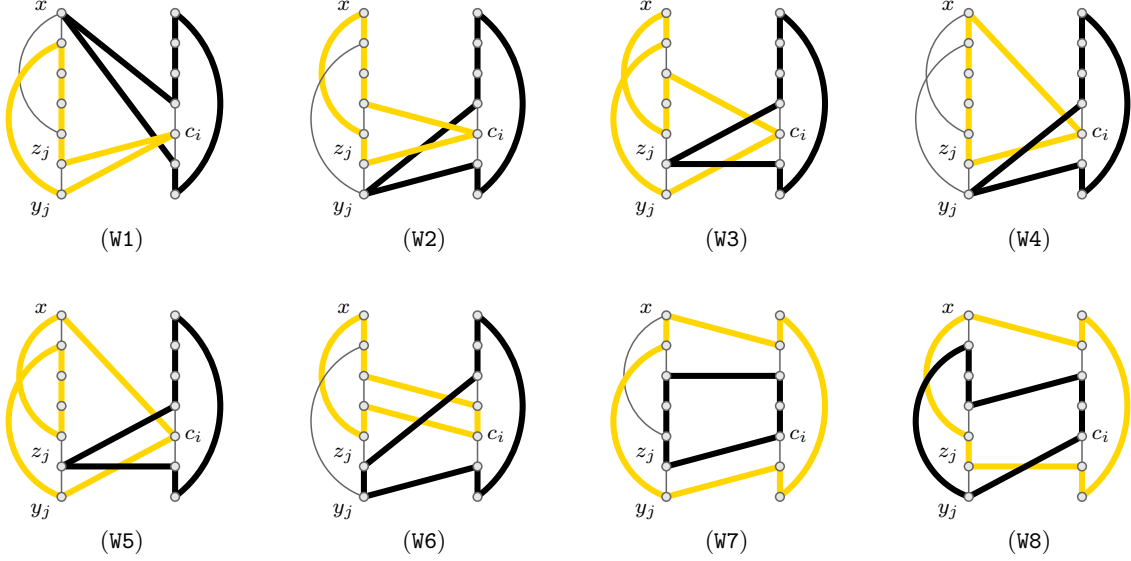 x x x x
c_i c_i c_i c_i
z_j z_j z_j z_j
y_j y_j y_j y_j
(W1) (W2) (W3) (W4)
x x x x
c_i c_i c_i c_i
z_j z_j z_j z_j
y_j y_j y_j y_j
(W5) (W6) (W7) (W8)